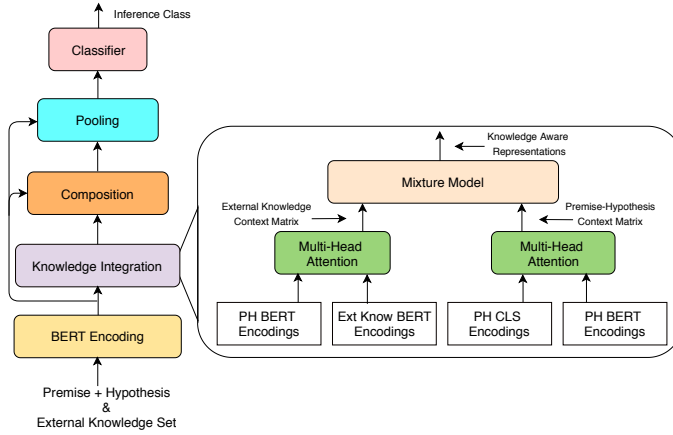 Inference Class
Classifier
Pooling
Composition
Knowledge Integration
BERT Encoding
Premise + Hypothesis
&
External Knowledge Set
Knowledge Aware
Representations
Mixture Model
External Knowledge
Context Matrix
Premise-Hypothesis
Context Matrix
Multi-Head
Attention
Multi-Head
Attention
PH BERT
Encodings
Ext Know BERT
Encodings
PH CLS
Encodings
PH BERT
Encodings